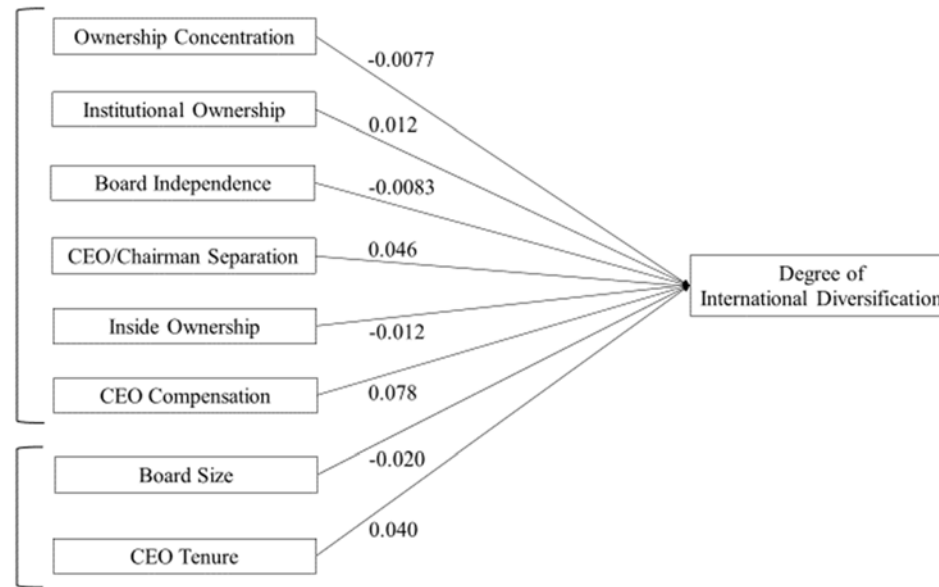 Ownership Concentration
-0.0077
Institutional Ownership
0.012
Board Independence
-0.0083
CEO/Chairman Separation
0.046
Inside Ownership
-0.012
CEO Compensation
0.078
Board Size
-0.020
CEO Tenure
0.040
Degree of
International Diversification